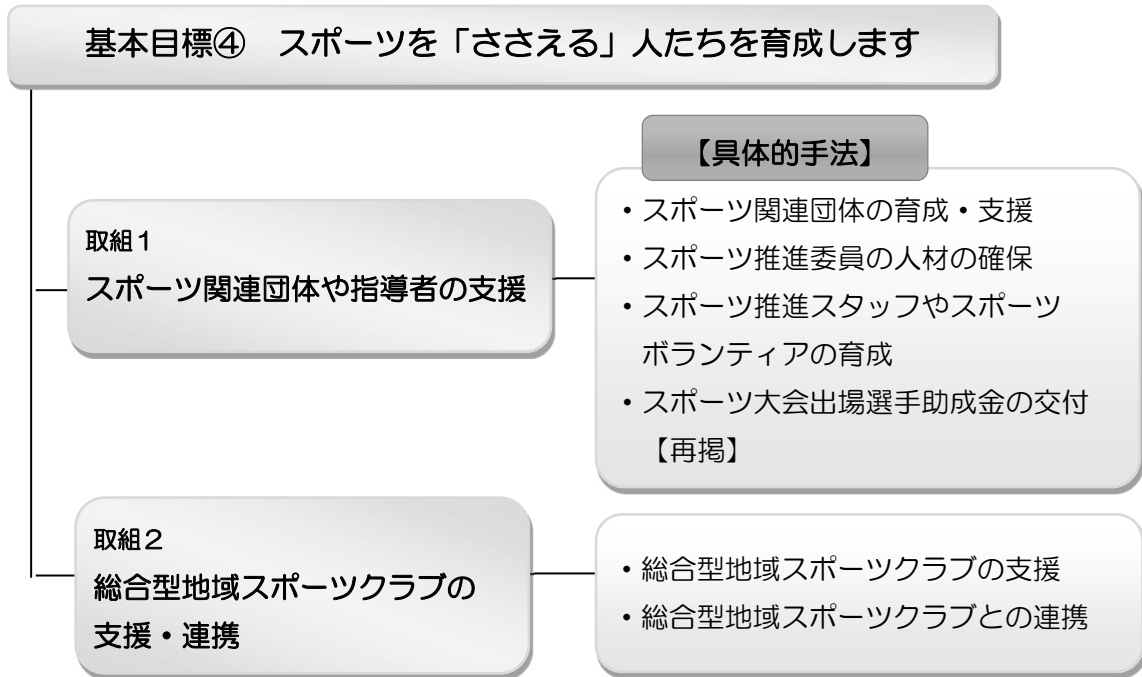 基本目標④　スポーツを「ささえる」人たちを育成します
【具体的手法】
取組１
スポーツ関連団体や指導者の支援
・スポーツ関連団体の育成・支援
・スポーツ推進委員の人材の確保
・スポーツ推進スタッフやスポーツ
ボランティアの育成
・スポーツ大会出場選手助成金の交付
【再掲】
取組２
総合型地域スポーツクラブの
支援・連携
・総合型地域スポーツクラブの支援
・総合型地域スポーツクラブとの連携